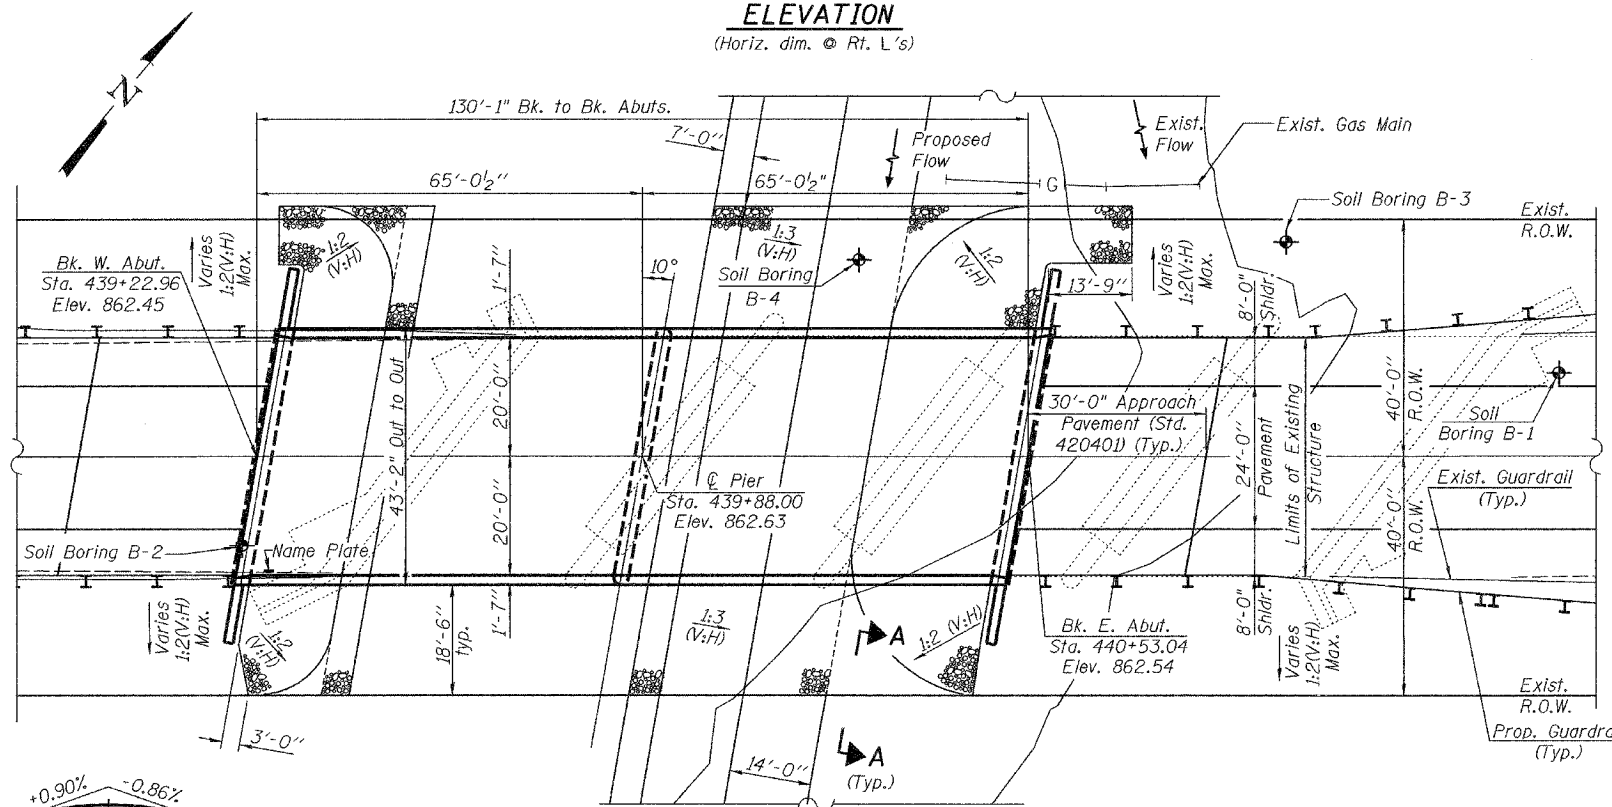 ELEVATION
(Horiz. dim. @ Rt. L's)
N
130'-1" Bk. to Bk. Abuts.
7'-0"
Proposed
Flow
Exist.
Flow
Exist. Gas Main
65'-0½"
65'-0½"
G
Soil Boring B-3
Exist.
R.O.W.
Varies
1:2(V:H)
Max.
1:2
(V:H)
1:3
(V:H)
1:2
(V:H)
Varies
1:2(V:H)
Max.
Bk. W. Abut.
Sta. 439+22.96
Elev. 862.45
1'-7"
10°
Soil Boring
B-4
13'-9"
8'-0"
Shldr.
43'-2" Out to Out
20'-0"
30'-0" Approach
Pavement (Std.
420401) (Typ.)
24'-0"
Pavement
Limits of Existing
Structure
40'-0"
R.O.W.
Soil
Boring B-1
℄ Pier
Sta. 439+88.00
Elev. 862.63
20'-0"
Exist. Guardrail
(Typ.)
40'-0"
R.O.W.
Soil Boring B-2
Name Plate
Varies
1:2(V:H)
Max.
1:2
(V:H)
18'-6"
typ.
1'-7"
1:3
(V:H)
A
1:2 (V:H)
Bk. E. Abut.
Sta. 440+53.04
Elev. 862.54
8'-0"
Shldr.
Varies
1:2(V:H)
Max.
Exist.
R.O.W.
3'-0"
14'-0"
A
(Typ.)
Prop. Guardra
(Typ.)
+0.90% -0.86%